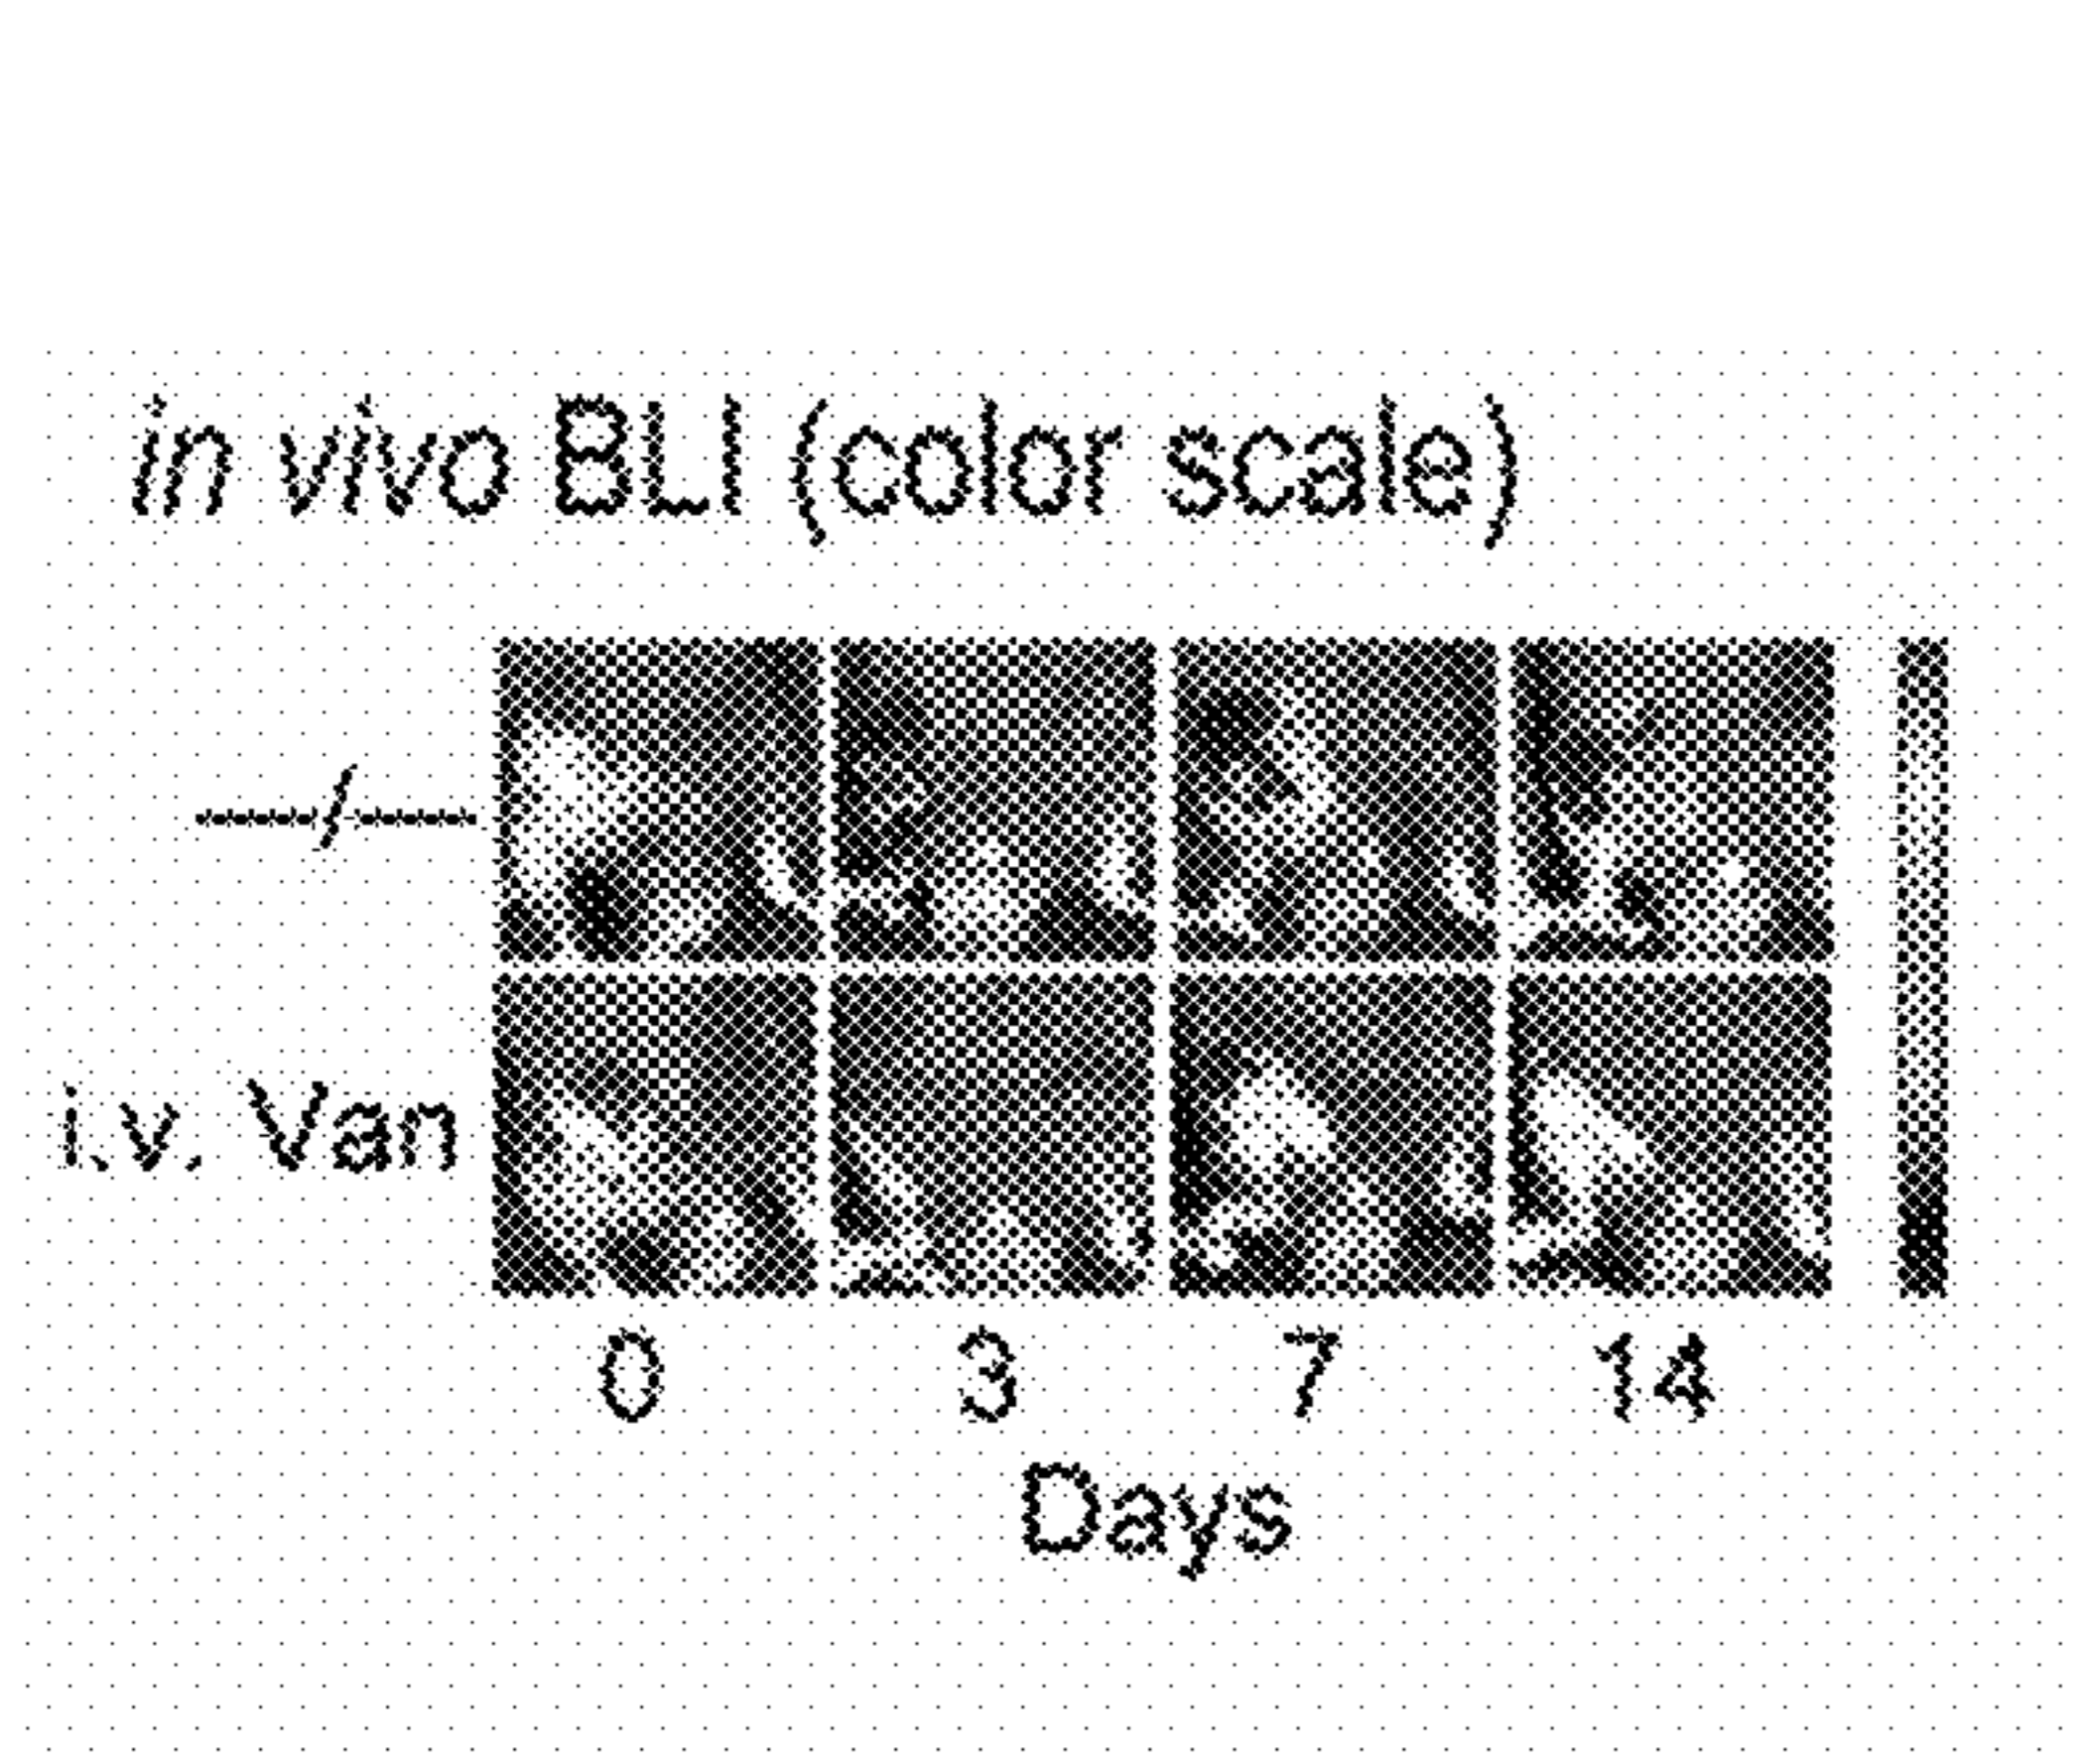 in vivo BLI (color scale)
—/—
i.v. Van
0 3 7 14
Days